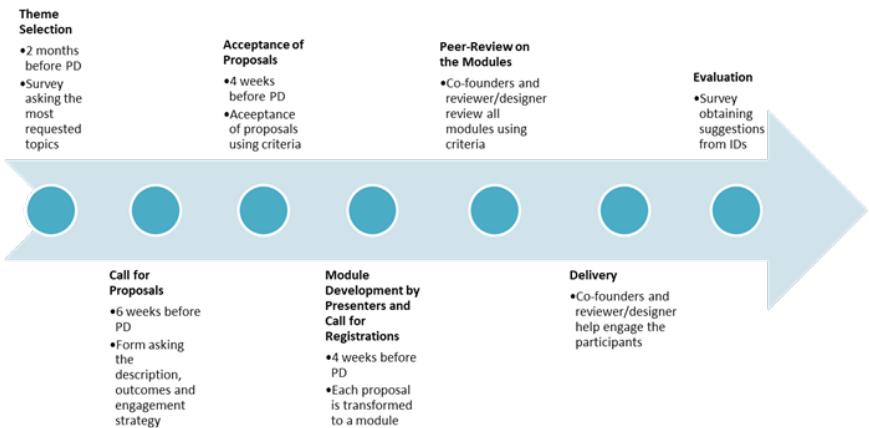 Theme
Selection
•2 months
before PD
•Survey
asking the
most
requested
topics
Call for
Proposals
•6 weeks before
PD
•Form asking
the
description,
outcomes and
engagement
strategy
Acceptance of
Proposals
•4 weeks
before PD
•Aceeptance
of proposals
using criteria
Module
Development by
Presenters and
Call for
Registrations
•4 weeks before
PD
•Each proposal
is transformed
to a module
Peer-Review on
the Modules
•Co-founders and
reviewer/designer
review all
modules using
criteria
Delivery
•Co-founders and
reviewer/designer
help engage the
participants
Evaluation
•Survey
obtaining
suggestions
from IDs